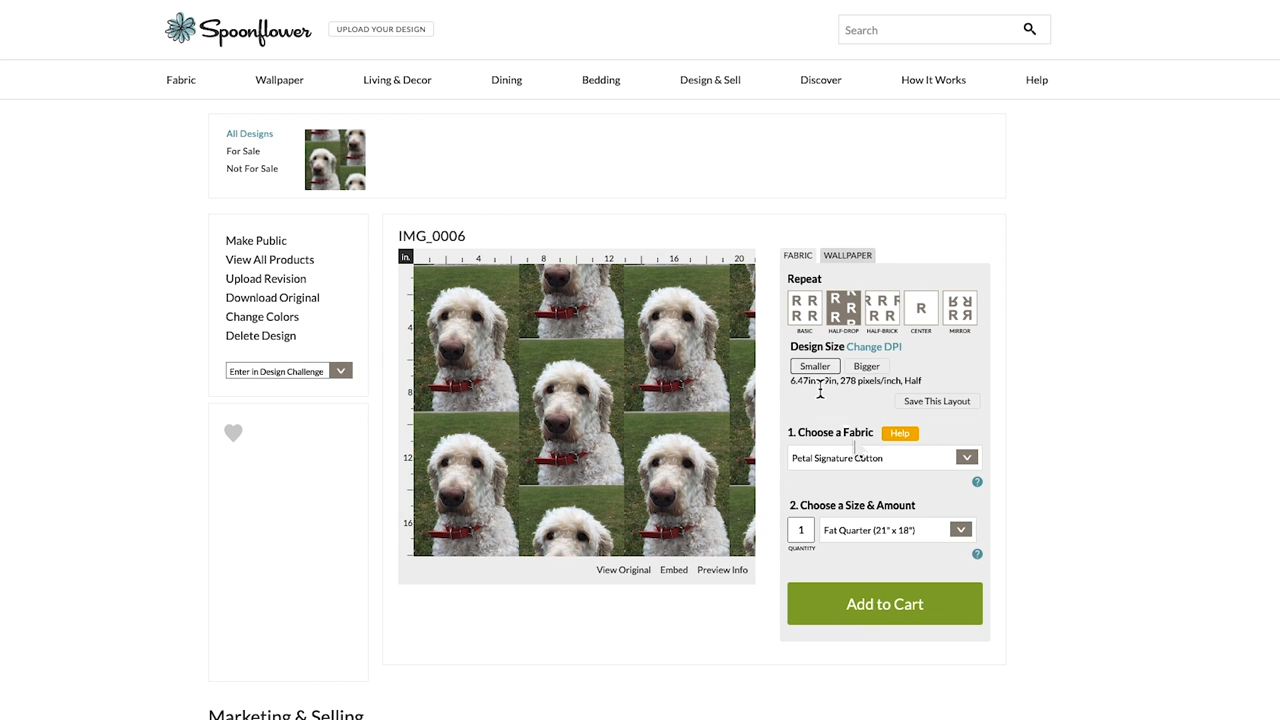 Spoonflower
UPLOAD YOUR DESIGN
Search
Fabric Wallpaper Living & Decor Dining Bedding Design & Sell Discover How It Works Help
All Designs
For Sale
Not For Sale
Make Public
View All Products
Upload Revision
Download Original
Change Colors
Delete Design
Enter in Design Challenge
IMG_0006
in. 4 8 12 16 20
4
8
12
16
View Original Embed Preview Info
FABRIC WALLPAPER
Repeat
R R R R R R R R R R R R R R R R R R
BASIC HALF-DROP HALF-BRICK CENTER MIRROR
Design Size Change DPI
Smaller Bigger
278 pixels/inch, Half
Save This Layout
1. Choose a Fabric Help
Petal Signature Cotton
?
2. Choose a Size & Amount
1 Fat Quarter (21" x 18")
QUANTITY
?
Add to Cart
Marketing & Selling